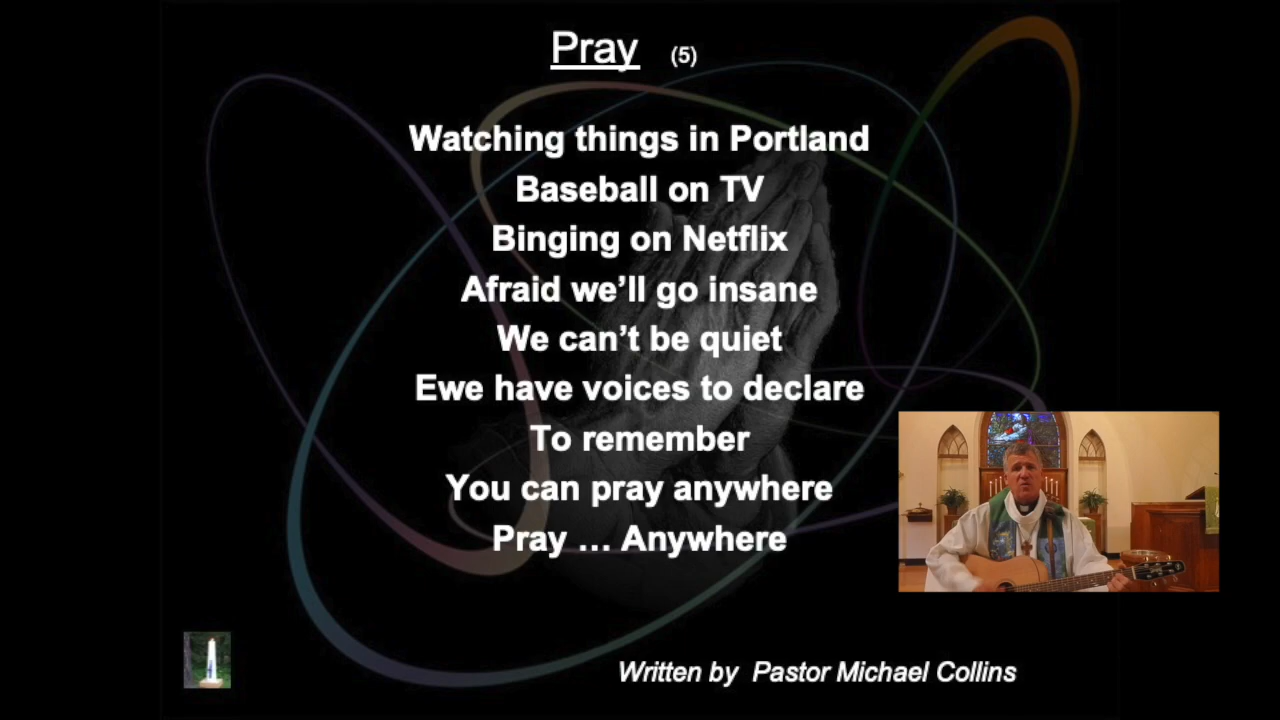 Pray (5)
Watching things in Portland
Baseball on TV
Binging on Netflix
Afraid we’ll go insane
We can’t be quiet
Ewe have voices to declare
To remember
You can pray anywhere
Pray … Anywhere
Written by Pastor Michael Collins